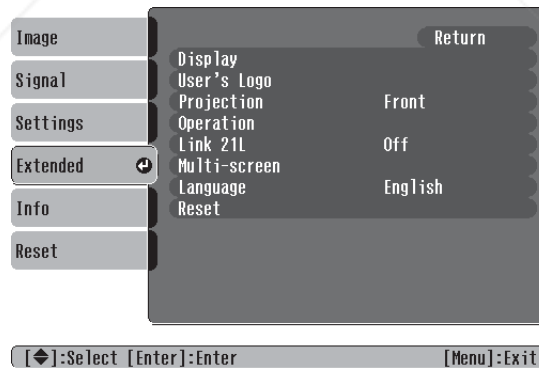 Image
Signal
Settings
Extended
Info
Reset
Return
Display
User's Logo
Projection Front
Operation
Link 21L Off
Multi-screen
Language English
Reset
[◆]:Select [Enter]:Enter [Menu]:Exit